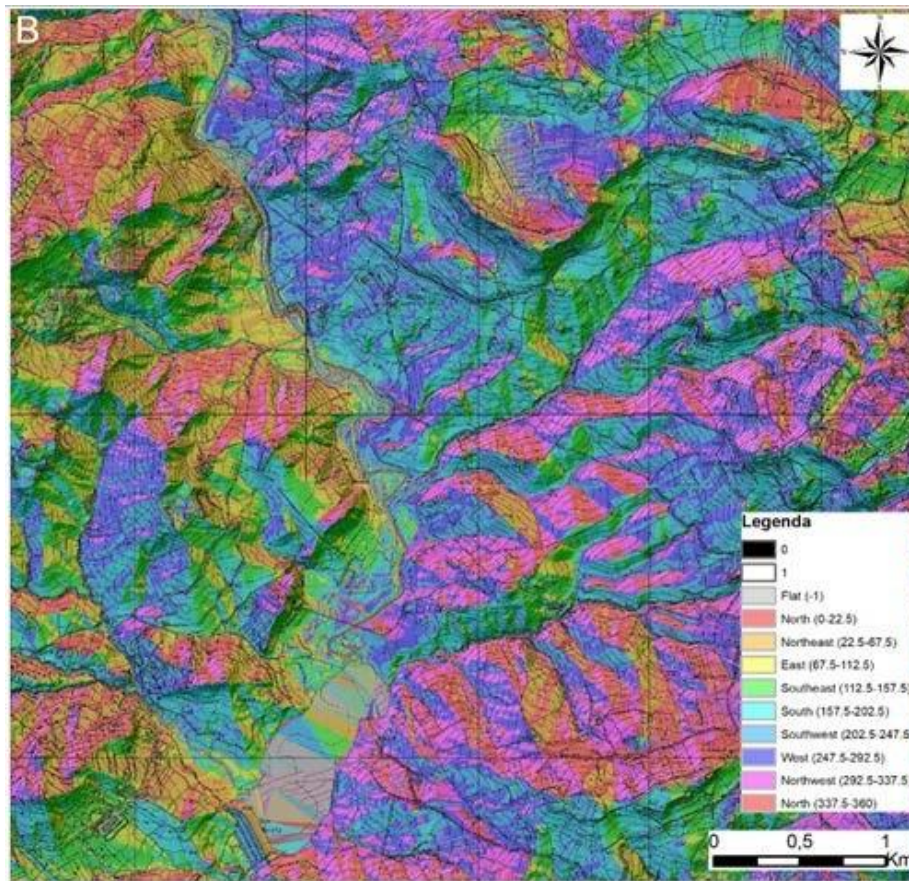 B
Legenda
0
1
Flat (-1)
North (0-22.5)
Northeast (22.5-67.5)
East (67.5-112.5)
Southeast (112.5-157.5)
South (157.5-202.5)
Southwest (202.5-247.5
West (247.5-292.5)
Northwest (292.5-337.5)
North (337.5-360)
0 0,5 1
Km